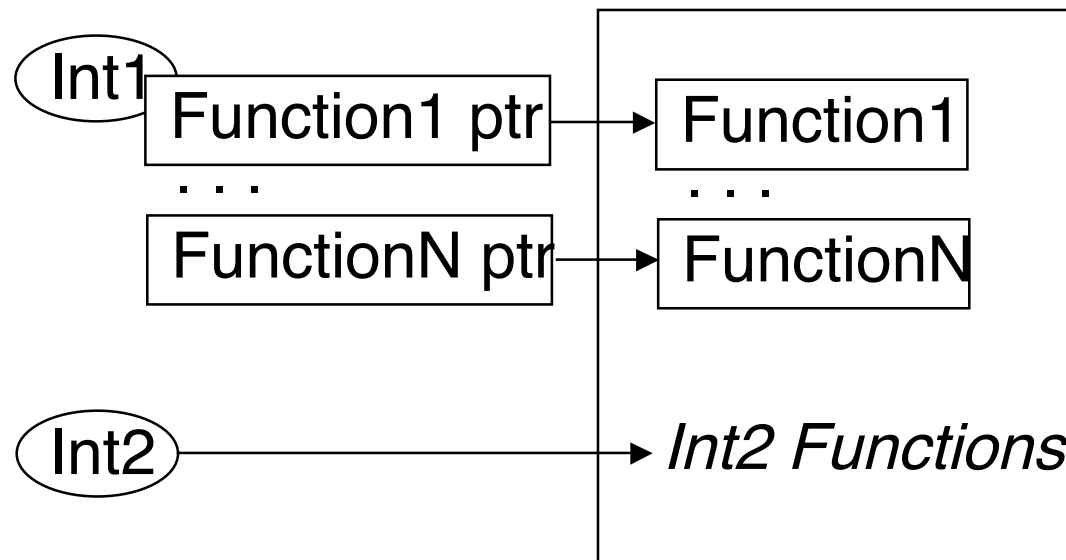 Int1
Function1 ptr
Function1
. . .
. . .
FunctionN ptr
FunctionN
Int2
Int2 Functions